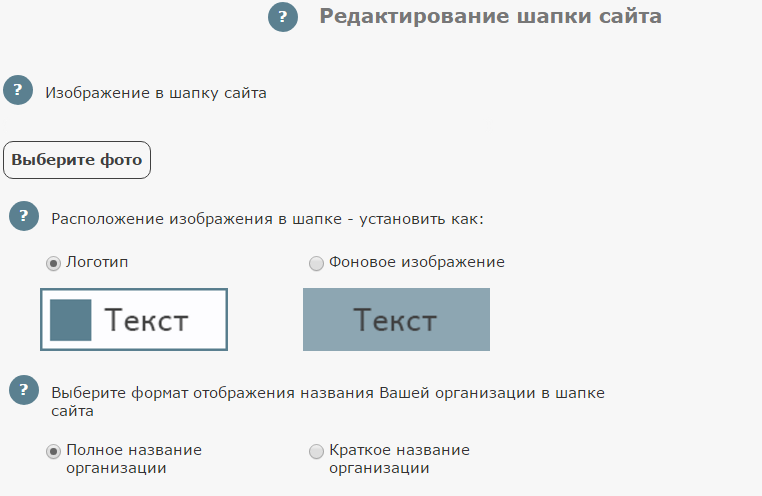 ? Редактирование шапки сайта
? Изображение в шапку сайта
Выберите фото
? Расположение изображения в шапке - установить как:
Логотип
Фоновое изображение
Текст
Текст
? Выберите формат отображения названия Вашей организации в шапке
сайта
Полное название
организации
Краткое название
организации